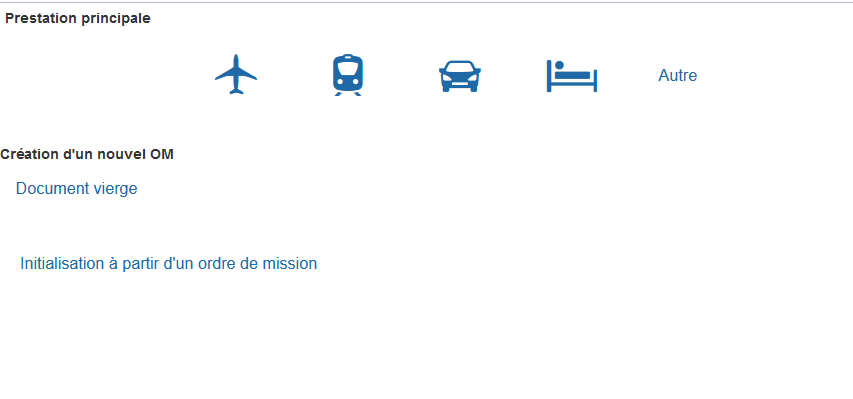 Prestation principale
Autre
Création d'un nouvel OM
Document vierge
Initialisation à partir d'un ordre de mission